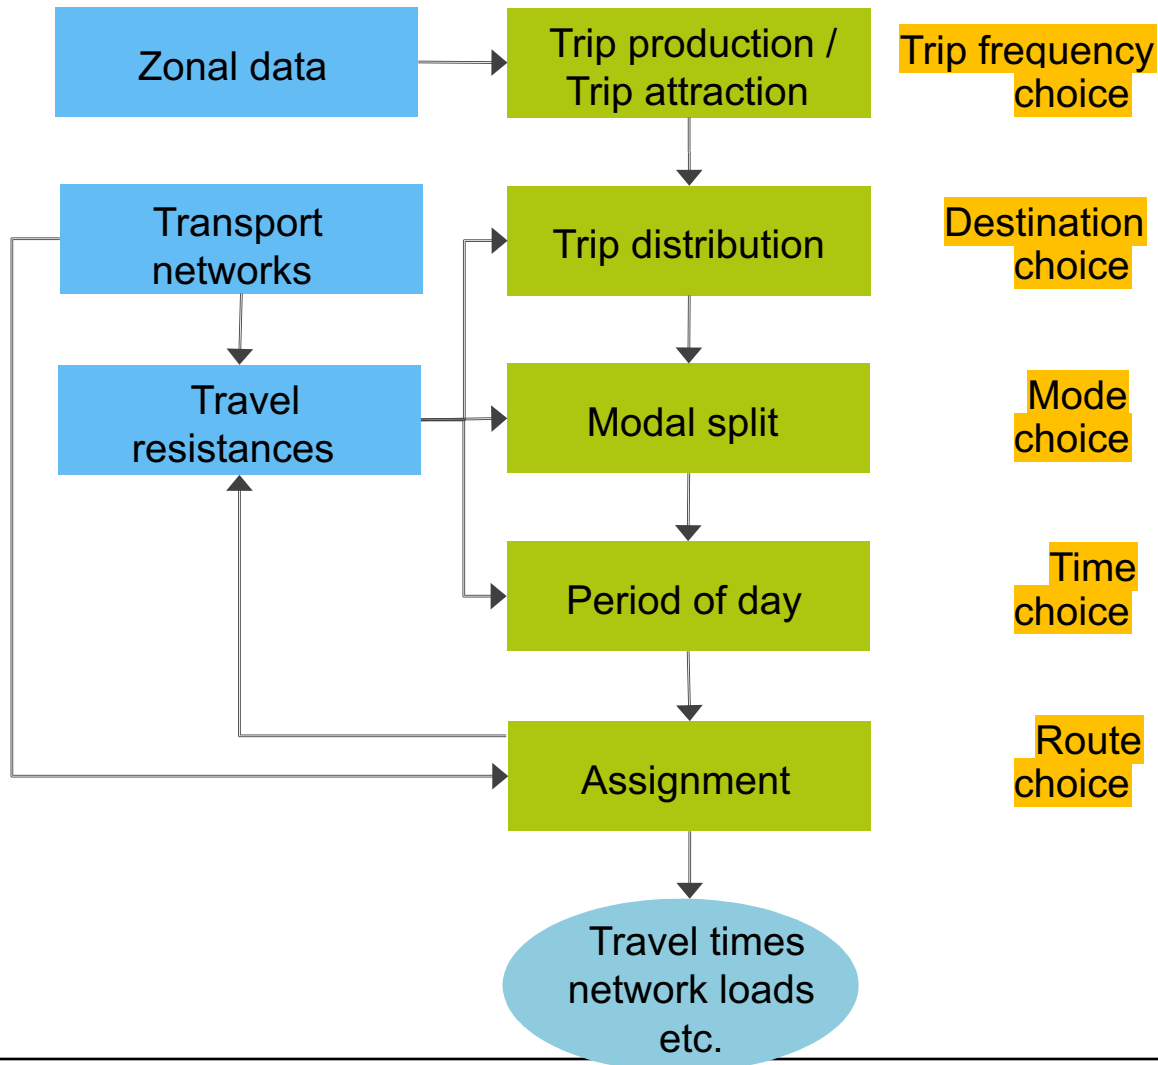 Zonal data
Trip production /
Trip attraction
Trip frequency
choice
Transport
networks
Trip distribution
Destination
choice
Travel
resistances
Modal split
Mode
choice
Period of day
Time
choice
Assignment
Route
choice
Travel times
network loads
etc.